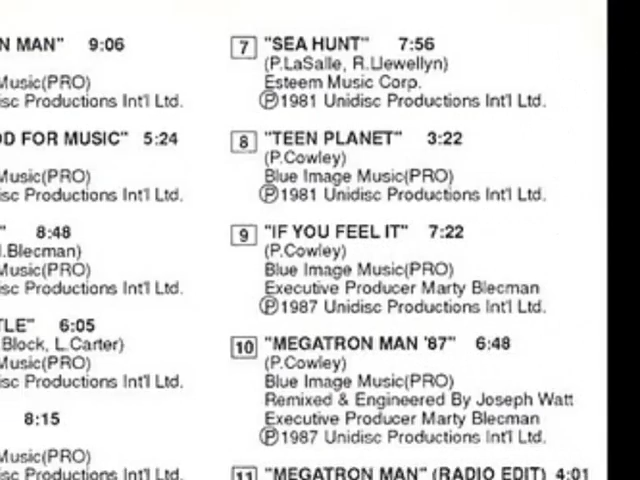 N MAN" 9:06
Music(PRO)
isc Productions Int'l Ltd.
OD FOR MUSIC" 5:24
Music(PRO)
isc Productions Int'l Ltd.
" 8:48
.Blecman)
Music(PRO)
isc Productions Int'l Ltd.
TLE" 6:05
Block, L.Carter)
Music(PRO)
isc Productions Int'l Ltd.
8:15
Music(PRO)
isc Productions Int'l Ltd.
7 "SEA HUNT" 7:56
(P.LaSalle, R.Llewellyn)
Esteem Music Corp.
℗1981 Unidisc Productions Int'l Ltd.
8 "TEEN PLANET" 3:22
(P.Cowley)
Blue Image Music(PRO)
℗1981 Unidisc Productions Int'l Ltd.
9 "IF YOU FEEL IT" 7:22
(P.Cowley)
Blue Image Music(PRO)
Executive Producer Marty Blecman
℗1987 Unidisc Productions Int'l Ltd.
10 "MEGATRON MAN '87" 6:48
(P.Cowley)
Blue Image Music(PRO)
Remixed & Engineered By Joseph Watt
Executive Producer Marty Blecman
℗1987 Unidisc Productions Int'l Ltd.
11 "MEGATRON MAN" (RADIO EDIT) 4:01